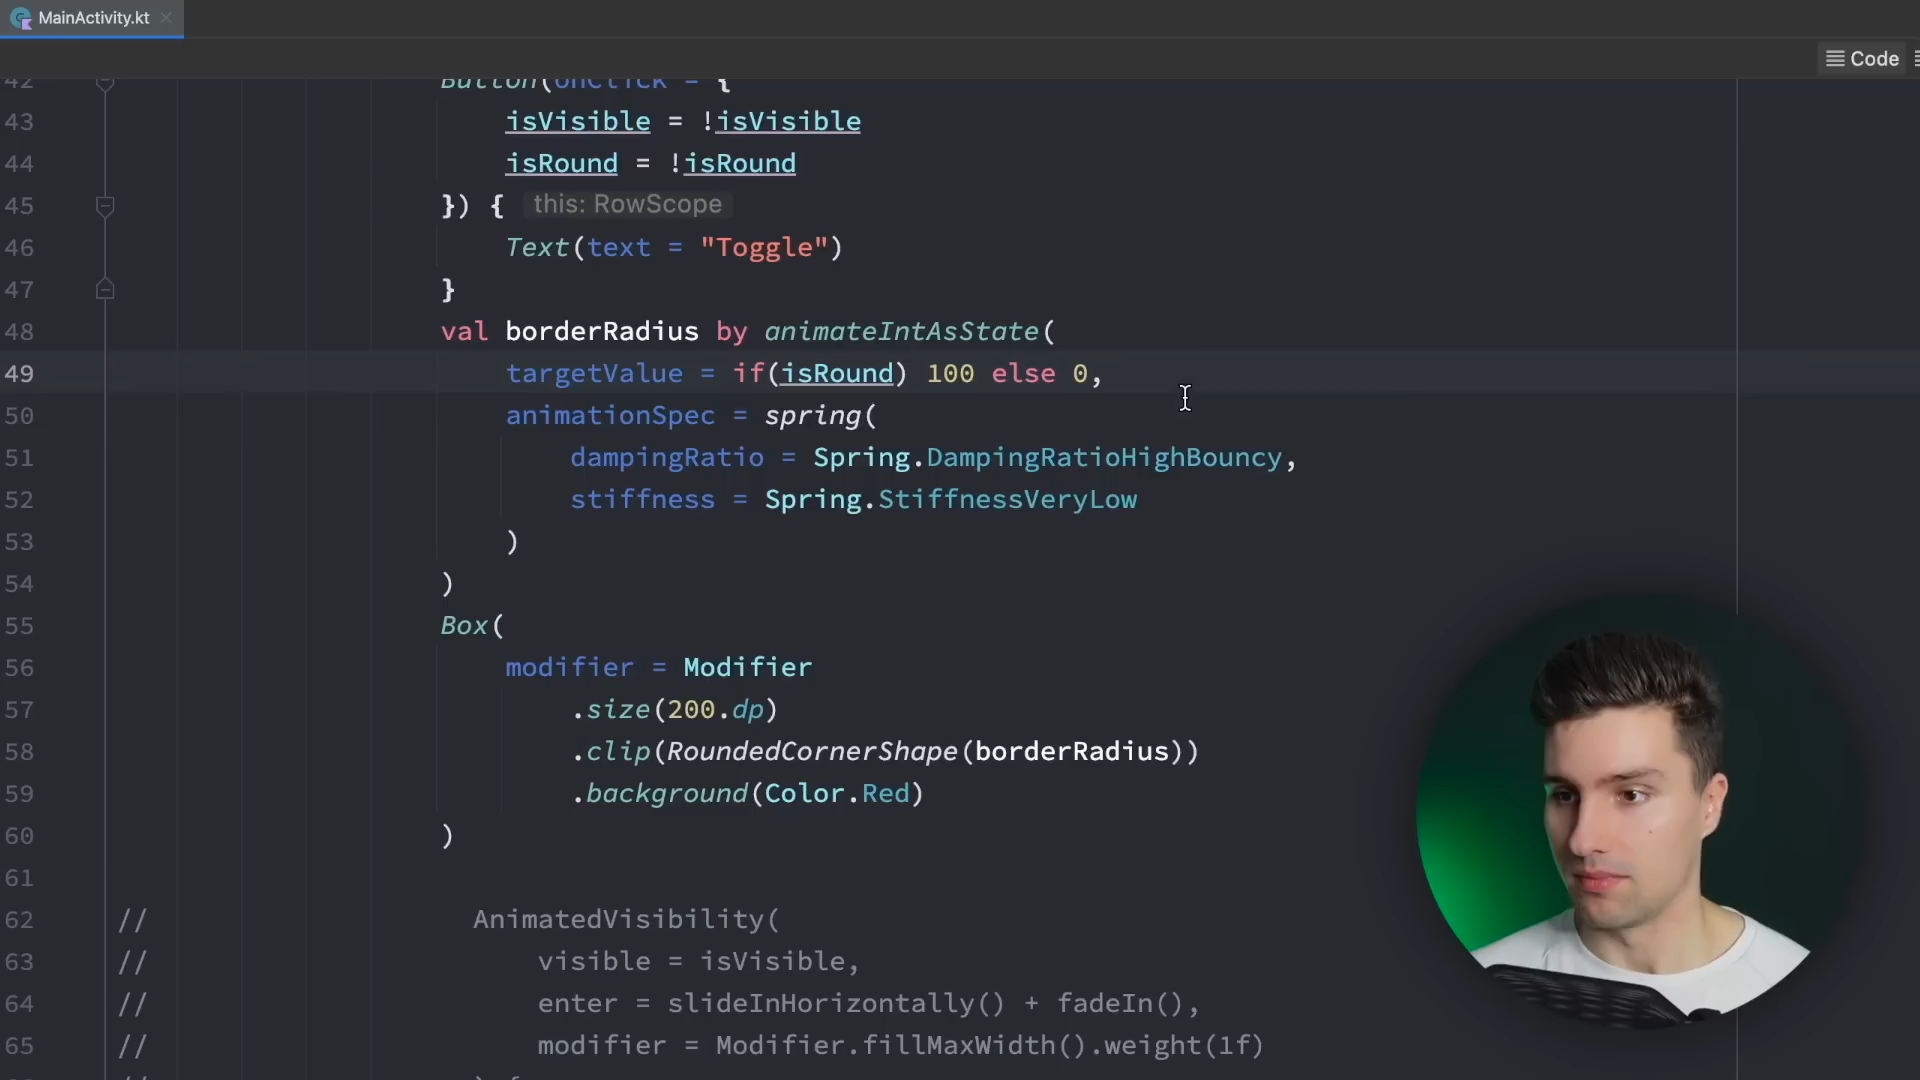 MainActivity.kt
Code
42 Button(onClick = {
43 isVisible = !isVisible
44 isRound = !isRound
45 }) { this: RowScope
46 Text(text = "Toggle")
47 }
48 val borderRadius by animateIntAsState(
49 targetValue = if(isRound) 100 else 0,
50 animationSpec = spring(
51 dampingRatio = Spring.DampingRatioHighBouncy,
52 stiffness = Spring.StiffnessVeryLow
53 )
54 )
55 Box(
56 modifier = Modifier
57 .size(200.dp)
58 .clip(RoundedCornerShape(borderRadius))
59 .background(Color.Red)
60 )
61
62 // AnimatedVisibility(
63 // visible = isVisible,
64 // enter = slideInHorizontally() + fadeIn(),
65 // modifier = Modifier.fillMaxWidth().weight(1f)